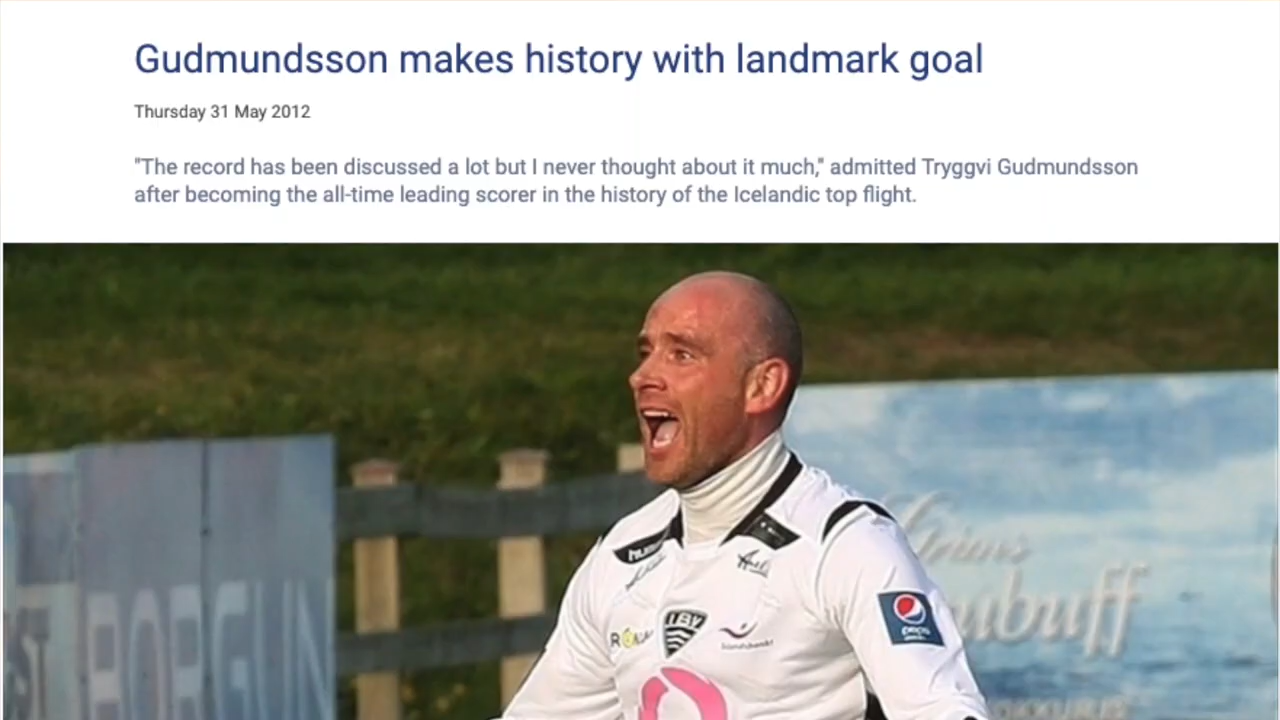 Gudmundsson makes history with landmark goal
Thursday 31 May 2012
"The record has been discussed a lot but I never thought about it much," admitted Tryggvi Gudmundsson
after becoming the all-time leading scorer in the history of the Icelandic top flight.
BORGUN
ÍBV
pepsi